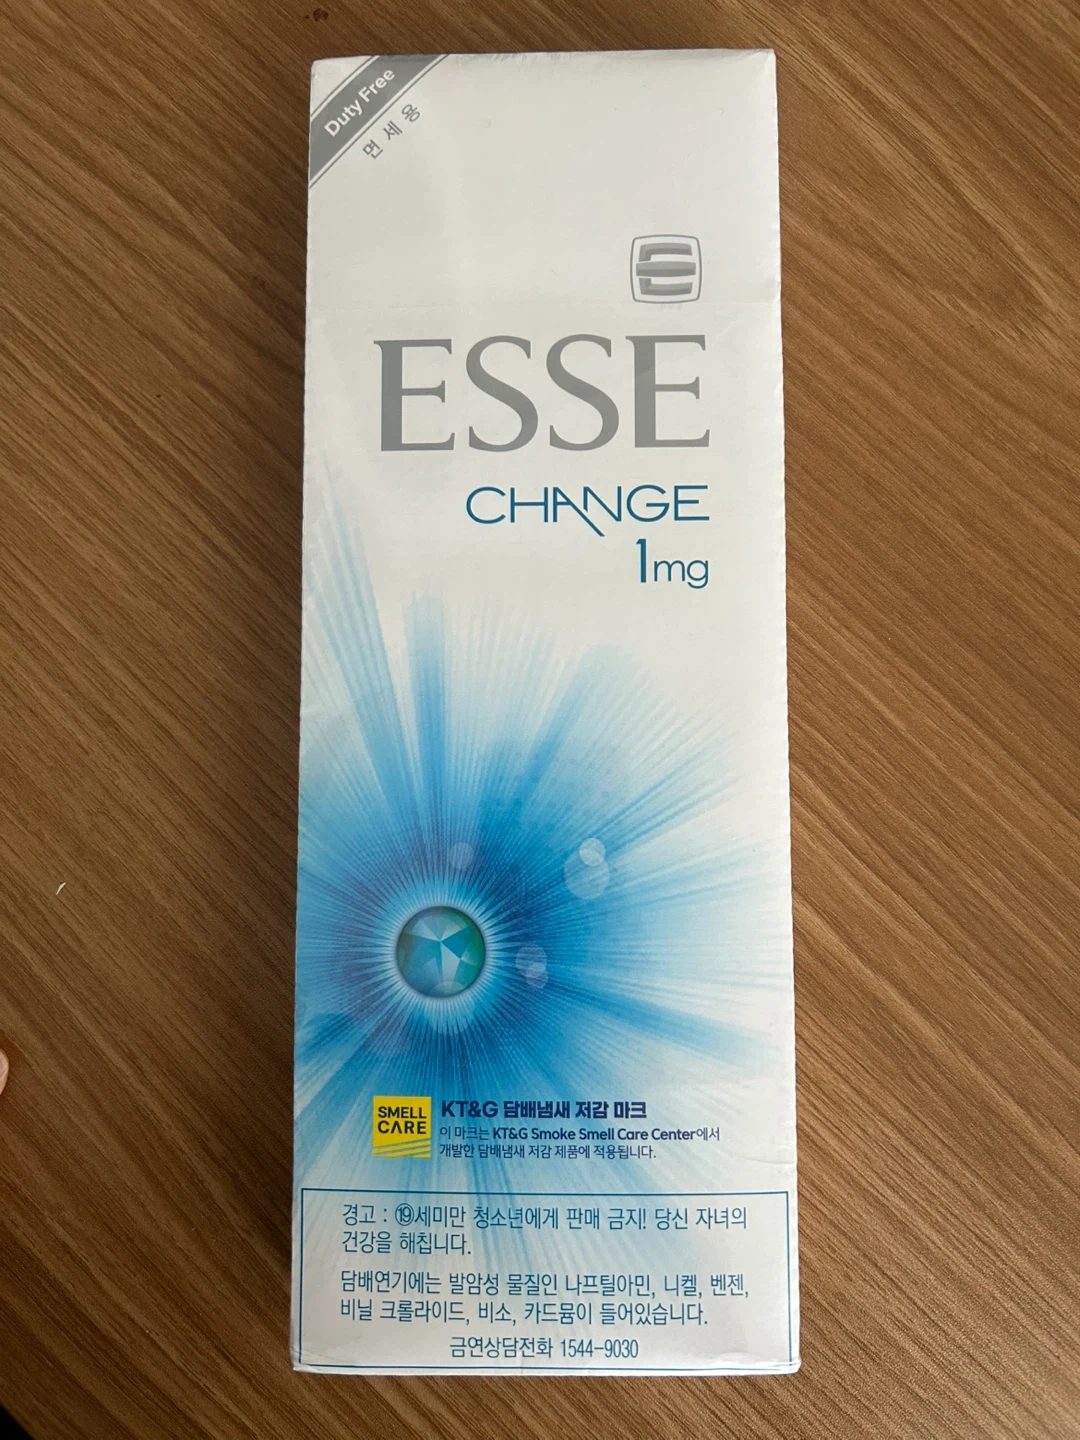 Duty Free
면세용
ESSE
CHANGE
1mg
SMELL
CARE
KT&G 담배냄새 저감 마크
이 마크는 KT&G Smoke Smell Care Center에서
개발한 담배냄새 저감 제품에 적용됩니다.
경고 : ⑲세미만 청소년에게 판매 금지! 당신 자녀의
건강을 해칩니다.
담배연기에는 발암성 물질인 나프틸아민, 니켈, 벤젠,
비닐 크롤라이드, 비소, 카드뮴이 들어있습니다.
금연상담전화 1544-9030